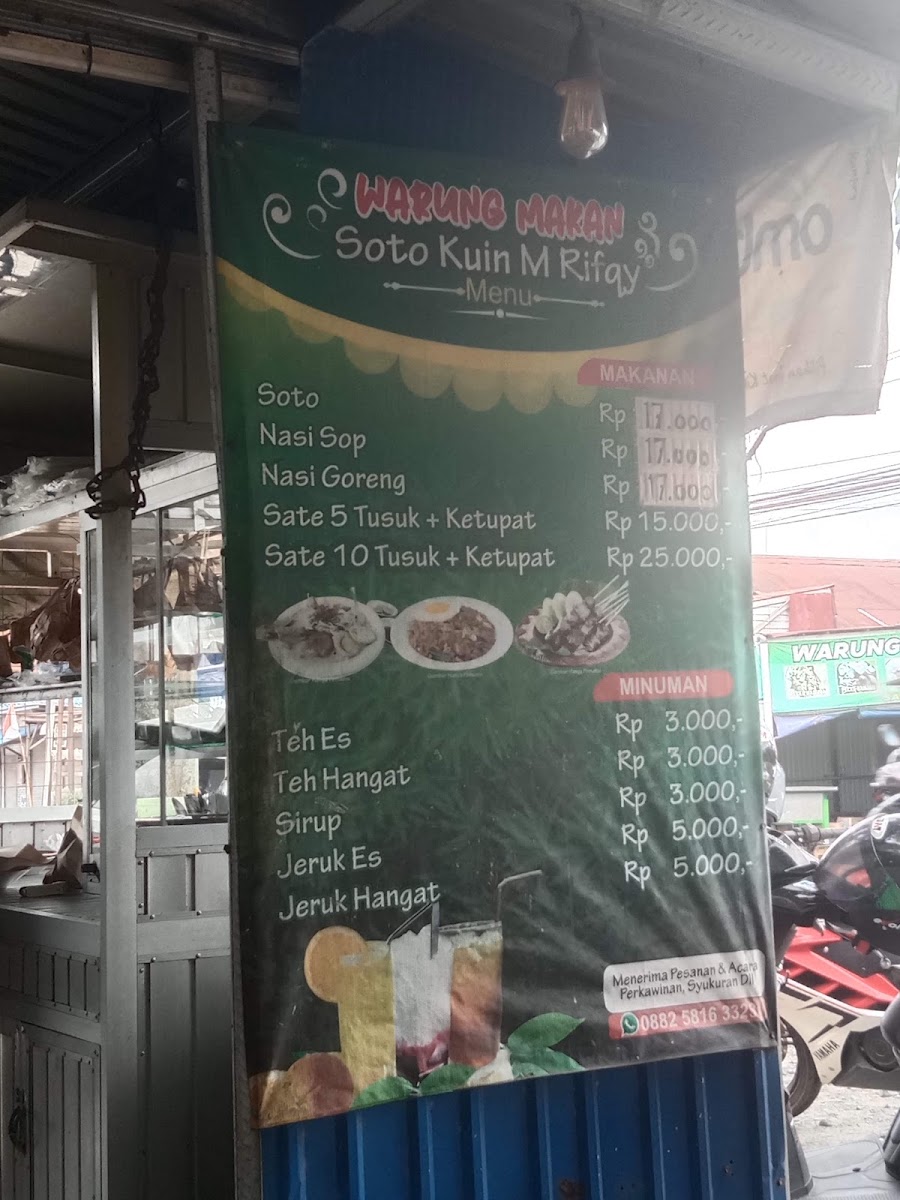 WARUNG MAKAN
Soto Kuin M Rifqy
Menu
MAKANAN
Soto Rp 17.000
Nasi Sop Rp 17.000
Nasi Goreng Rp 17.000
Sate 5 Tusuk + Ketupat Rp 15.000,-
Sate 10 Tusuk + Ketupat Rp 25.000,-
MINUMAN
Teh Es Rp 3.000,-
Teh Hangat Rp 3.000,-
Sirup Rp 3.000,-
Jeruk Es Rp 5.000,-
Jeruk Hangat Rp 5.000,-
Menerima Pesanan & Acara
Perkawinan, Syukuran Dll
0882 5816 3329
WARUNG
YAMAHA